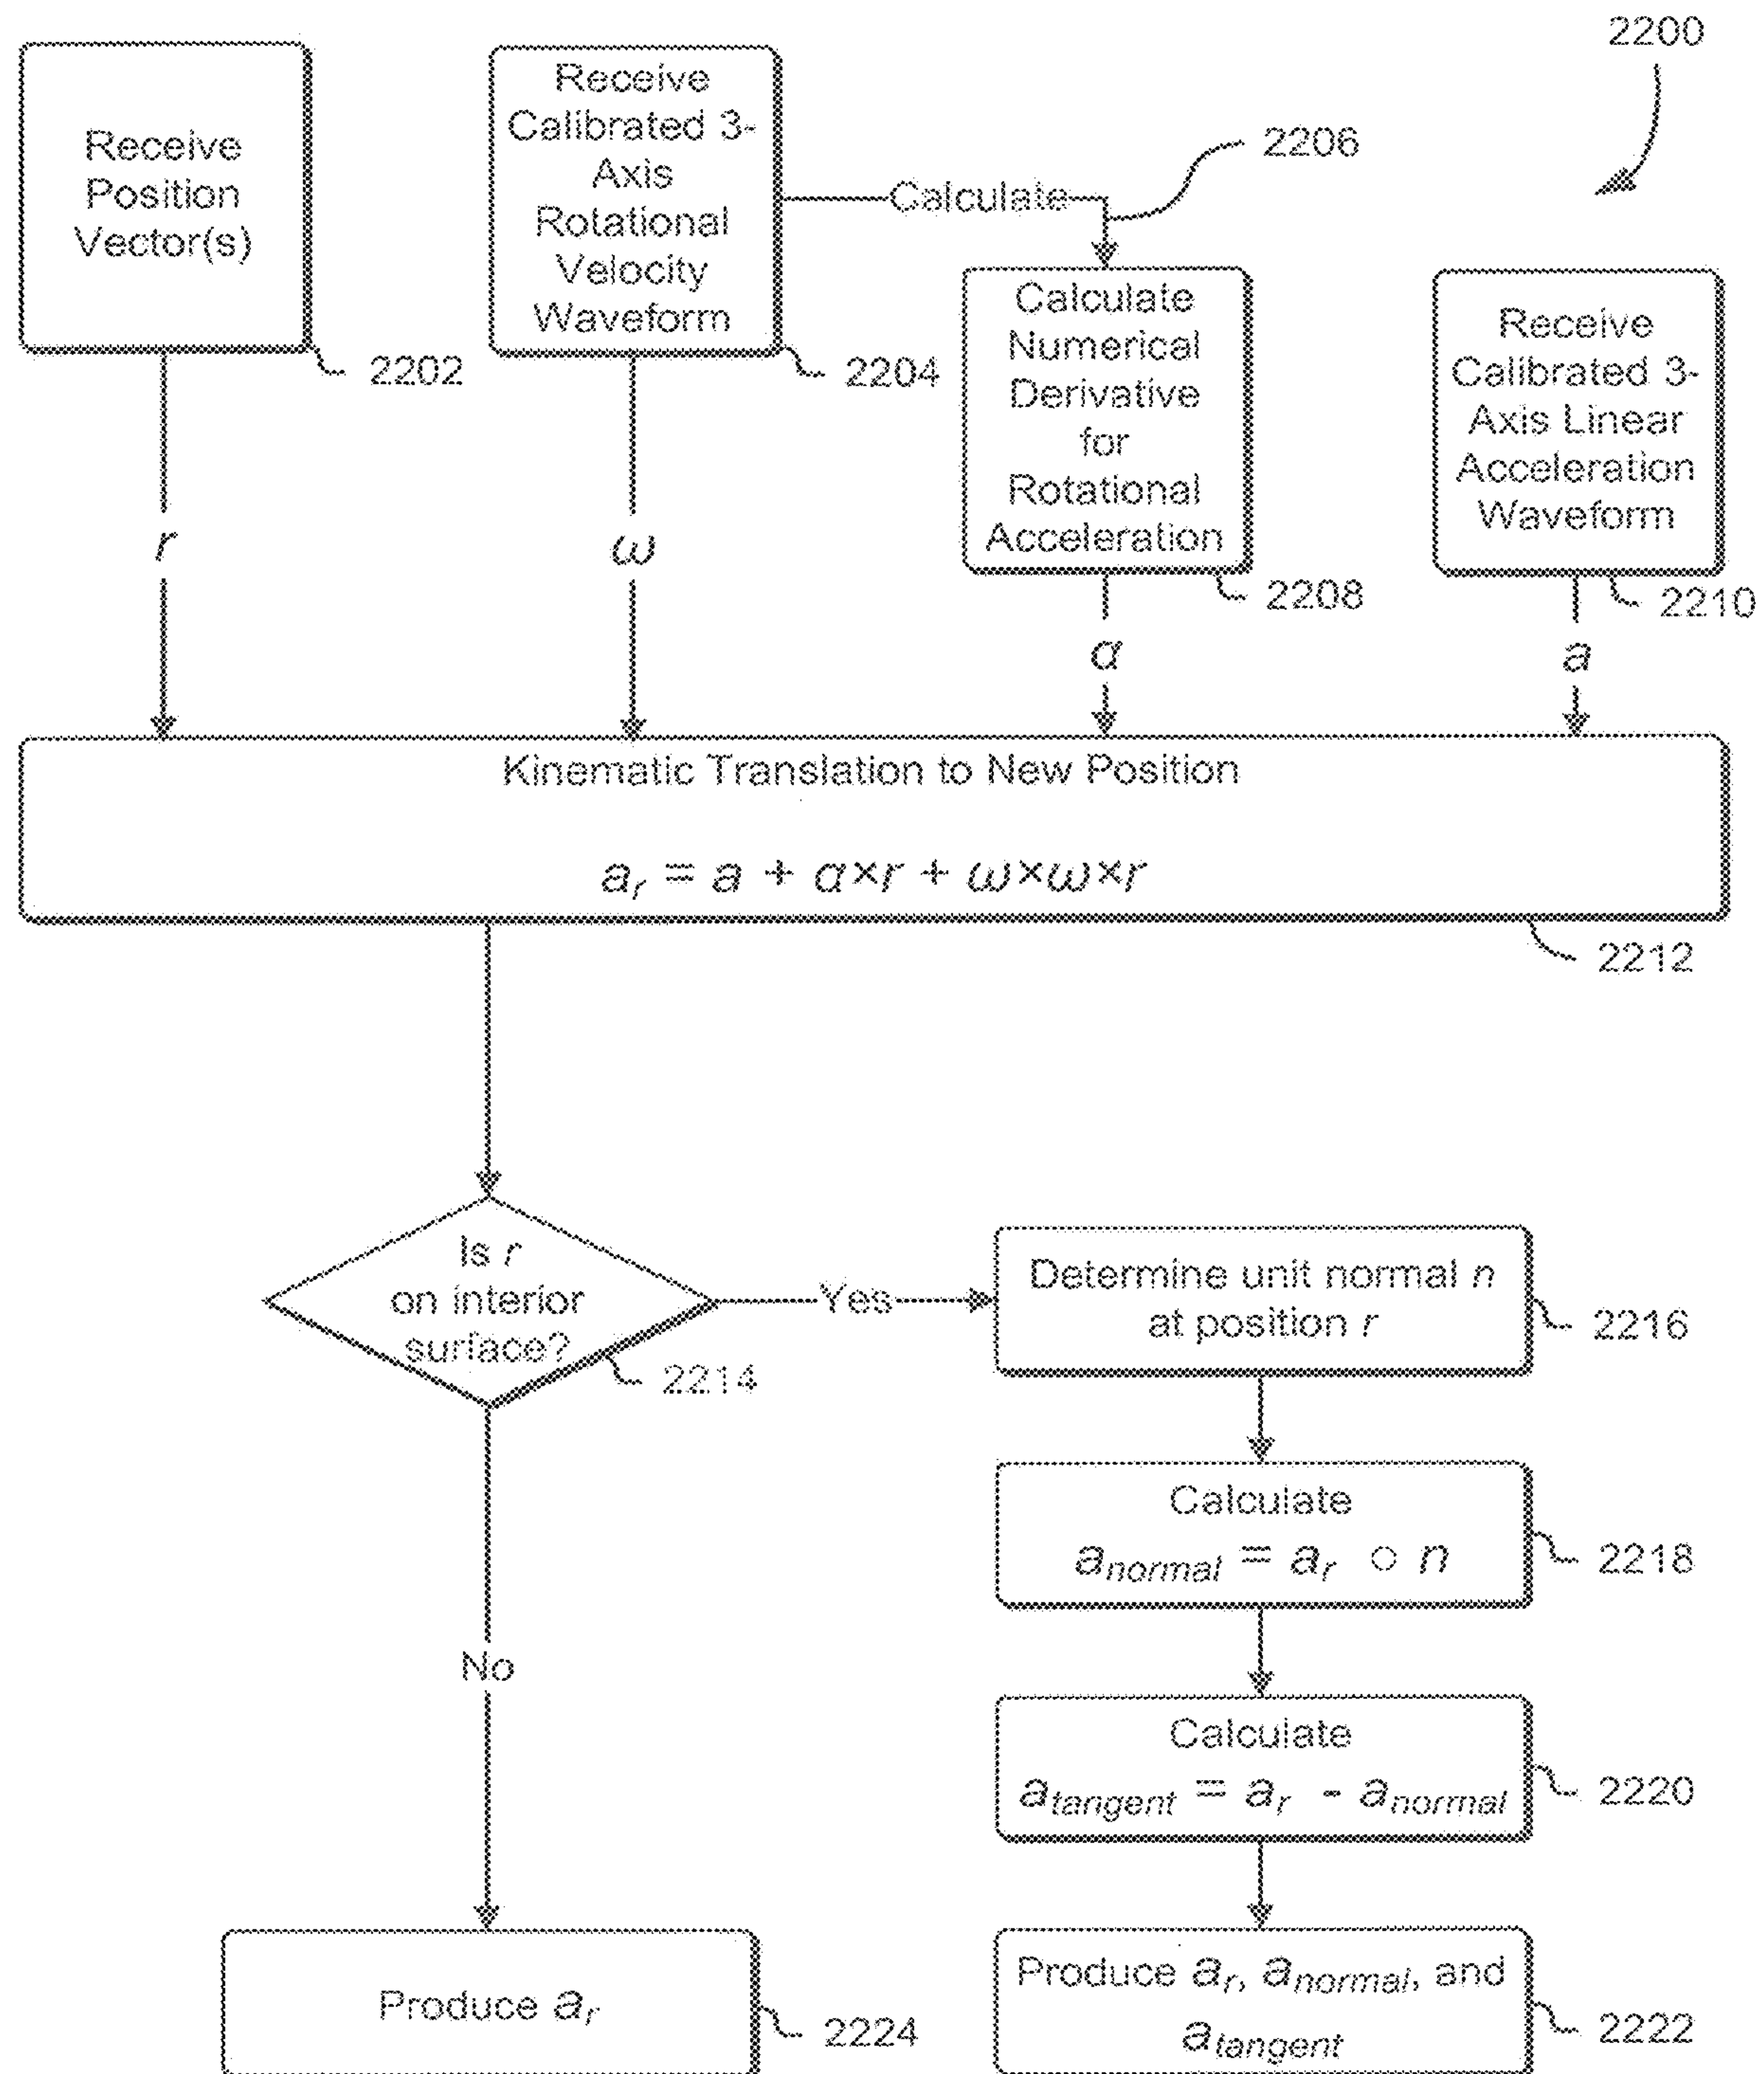 2200
Receive
Position
Vector(s)
2202
Receive
Calibrated 3-
Axis
Rotational
Velocity
Waveform
2204
Calculate
2206
Calculate
Numerical
Derivative
for
Rotational
Acceleration
2208
Receive
Calibrated 3-
Axis Linear
Acceleration
Waveform
2210
r
ω
α
a
Kinematic Translation to New Position
a_r = a + α×r + ω×ω×r
2212
Is r
on interior
surface?
2214
Yes
Determine unit normal n
at position r
2216
Calculate
a_normal = a_r ○ n
2218
No
Calculate
a_tangent = a_r - a_normal
2220
Produce a_r
2224
Produce a_r, a_normal, and
a_tangent
2222